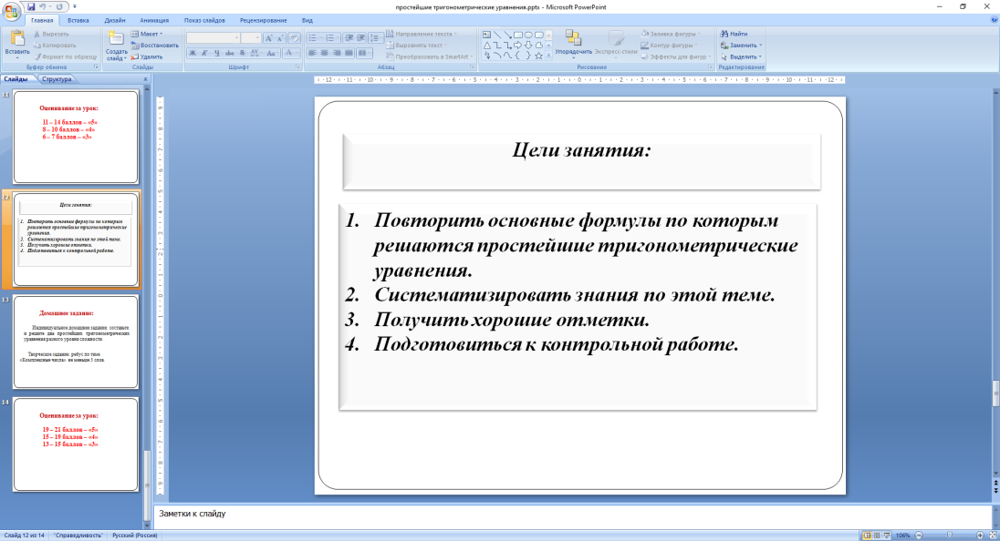 простейшие тригонометрические уравнения.pptx - Microsoft PowerPoint
Главная Вставка Дизайн Анимация Показ слайдов Рецензирование Вид
Вставить
Вырезать
Копировать
Формат по образцу
Буфер обмена
Создать слайд
Макет
Восстановить
Удалить
Слайды
Шрифт
Направление текста
Выровнять текст
Преобразовать в SmartArt
Абзац
Упорядочить
Экспресс-стили
Заливка фигуры
Контур фигуры
Эффекты для фигур
Рисование
Найти
Заменить
Выделить
Редактирование
Слайды Структура
11
Оценивание за урок:
11 – 14 баллов – «5»
8 – 10 баллов – «4»
6 – 7 баллов – «3»
12
Цели занятия:
1. Повторить основные формулы по которым
решаются простейшие тригонометрические
уравнения.
2. Систематизировать знания по этой теме.
3. Получить хорошие отметки.
4. Подготовиться к контрольной работе.
13
Домашнее задание:
Индивидуальное домашнее задание: составьте
и решите два простейших тригонометрических
уравнения разного уровня сложности.
Творческое задание: ребус по теме
«Комплексные числа» не меньше 5 слов
14
Оценивание за урок:
19 – 21 баллов – «5»
15 – 19 баллов – «4»
13 – 15 баллов – «3»
Цели занятия:
1. Повторить основные формулы по которым
решаются простейшие тригонометрические
уравнения.
2. Систематизировать знания по этой теме.
3. Получить хорошие отметки.
4. Подготовиться к контрольной работе.
Заметки к слайду
Слайд 12 из 14 "Справедливость" Русский (Россия) 106%